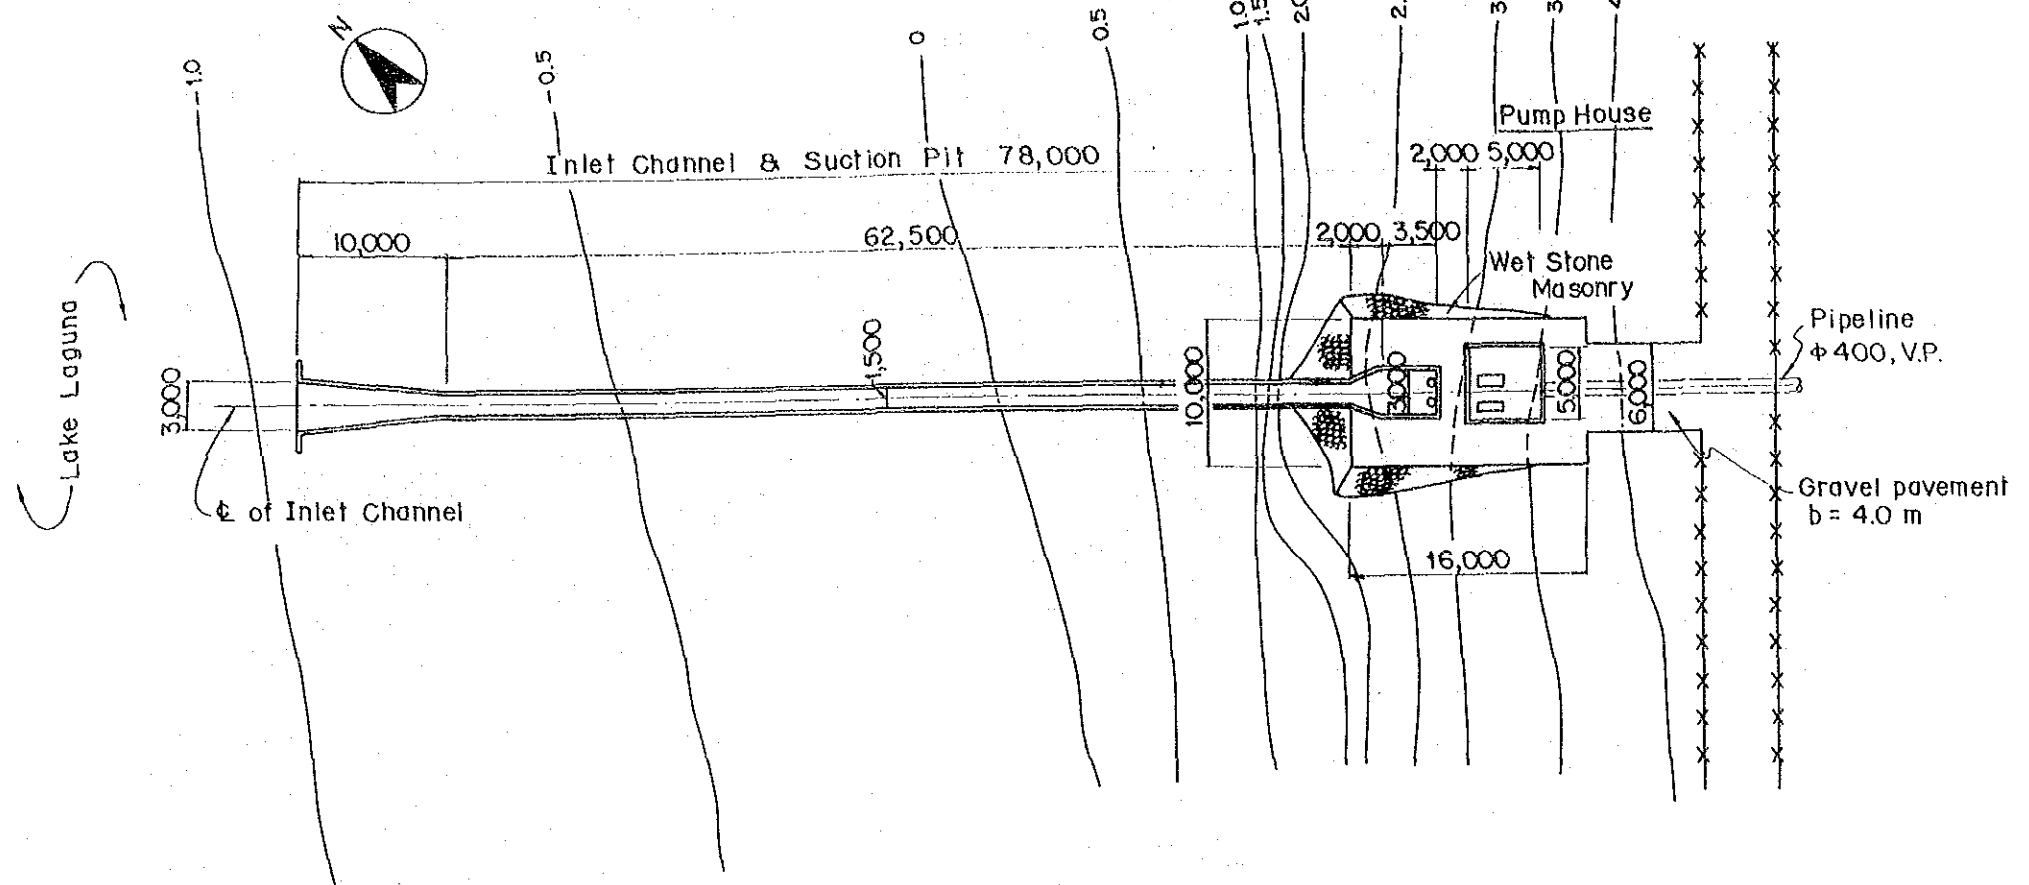 N
-1.0
-0.5
0
0.5
1.0
1.5
2.0
Pump House
Inlet Channel & Suction Pit 78,000
2,000 5,000
10,000
62,500
2,000 3,500
Wet Stone
Masonry
Lake Laguna
3,000
1,500
10,000
3,000
5,000
6,000
Pipeline
φ 400, V.P.
℄ of Inlet Channel
Gravel pavement
b = 4.0 m
16,000